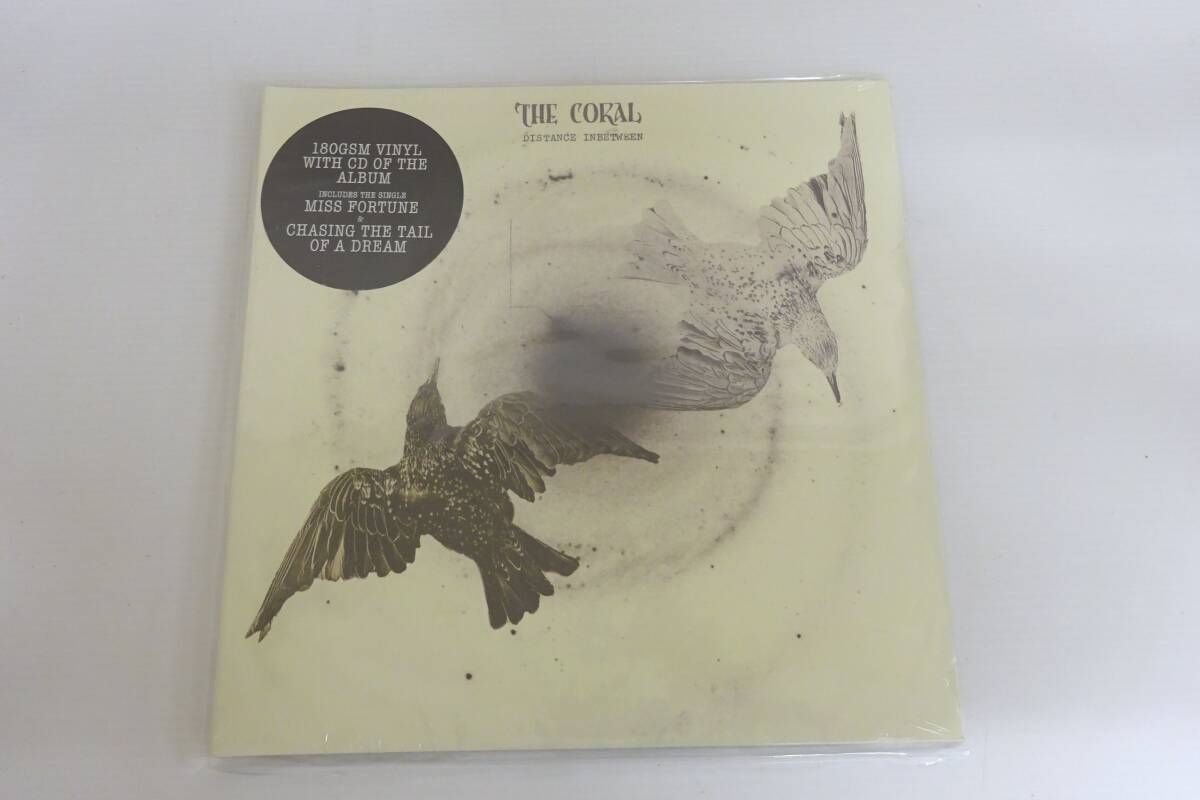 THE CORAL
DISTANCE INBETWEEN
180GSM VINYL
WITH CD OF THE
ALBUM
INCLUDES THE SINGLE
MISS FORTUNE
&
CHASING THE TAIL
OF A DREAM